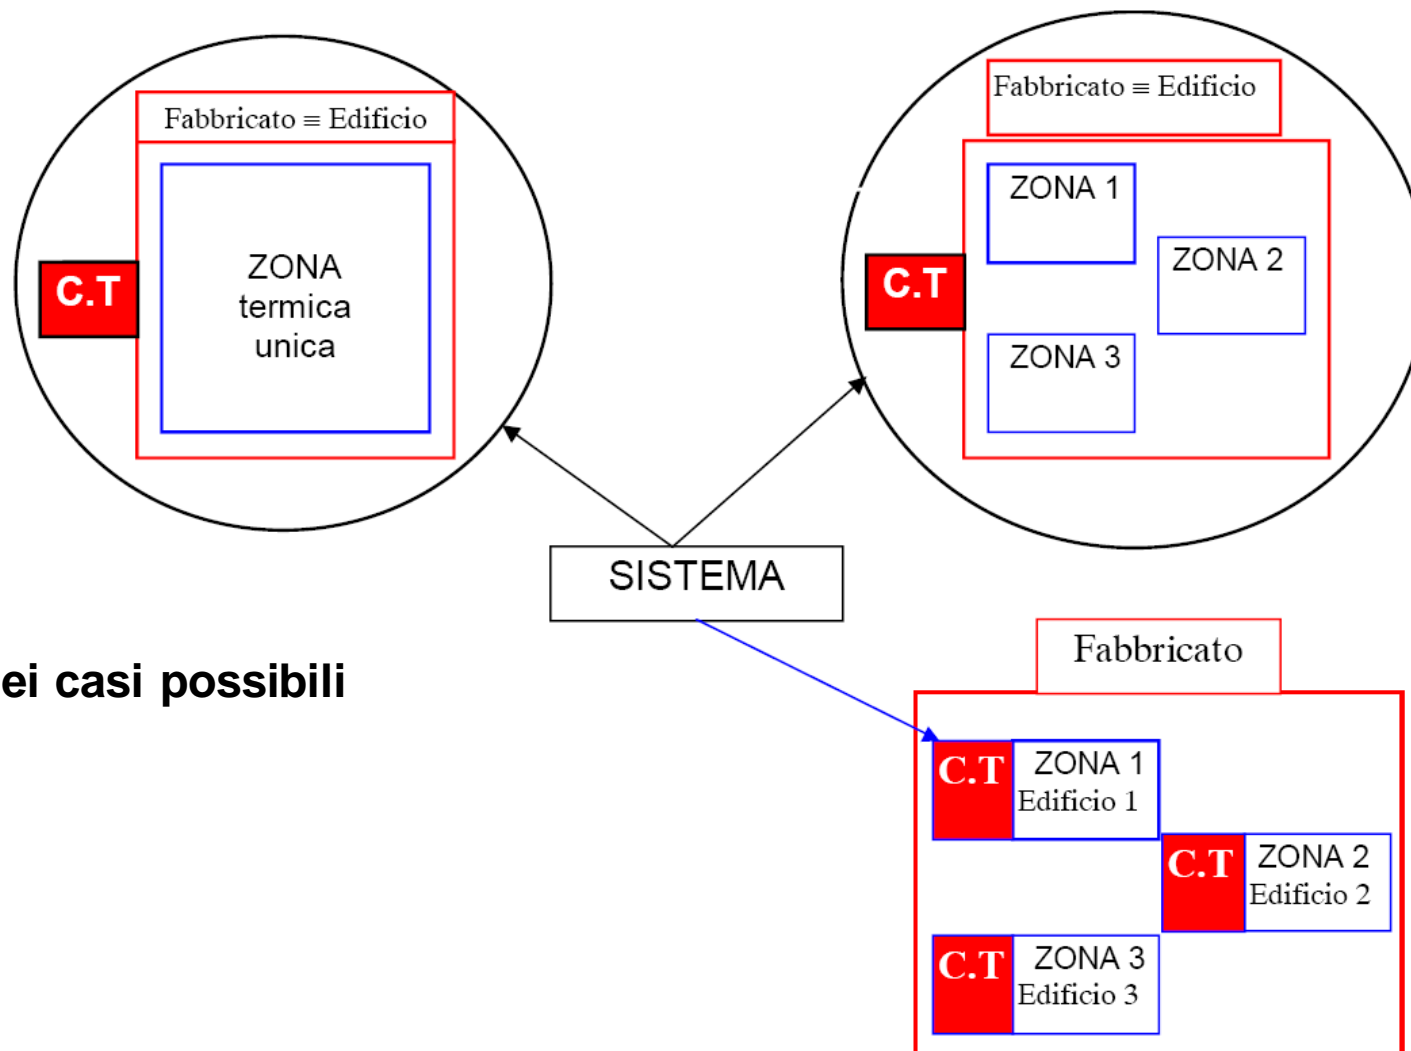 Fabbricato ≡ Edificio
C.T
ZONA
termica
unica
Fabbricato ≡ Edificio
C.T
ZONA 1
ZONA 2
ZONA 3
SISTEMA
ei casi possibili
Fabbricato
C.T
ZONA 1
Edificio 1
C.T
ZONA 2
Edificio 2
C.T
ZONA 3
Edificio 3